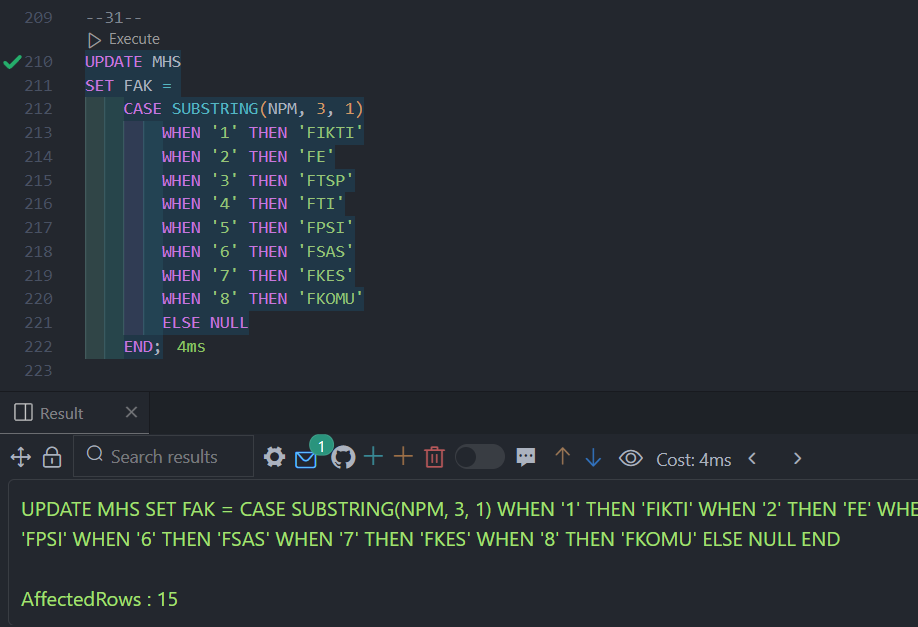 209 --31--
Execute
210 UPDATE MHS
211 SET FAK =
212 CASE SUBSTRING(NPM, 3, 1)
213 WHEN '1' THEN 'FIKTI'
214 WHEN '2' THEN 'FE'
215 WHEN '3' THEN 'FTSP'
216 WHEN '4' THEN 'FTI'
217 WHEN '5' THEN 'FPSI'
218 WHEN '6' THEN 'FSAS'
219 WHEN '7' THEN 'FKES'
220 WHEN '8' THEN 'FKOMU'
221 ELSE NULL
222 END; 4ms
223
Result
Search results 1 Cost: 4ms
UPDATE MHS SET FAK = CASE SUBSTRING(NPM, 3, 1) WHEN '1' THEN 'FIKTI' WHEN '2' THEN 'FE' WHE
'FPSI' WHEN '6' THEN 'FSAS' WHEN '7' THEN 'FKES' WHEN '8' THEN 'FKOMU' ELSE NULL END
AffectedRows : 15